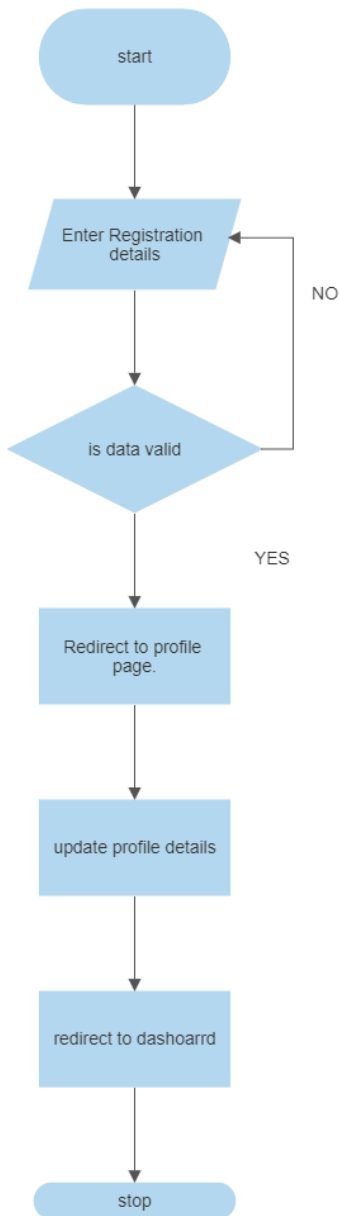 start
Enter Registration
details
NO
is data valid
YES
Redirect to profile
page.
update profile details
redirect to dashoarrd
stop